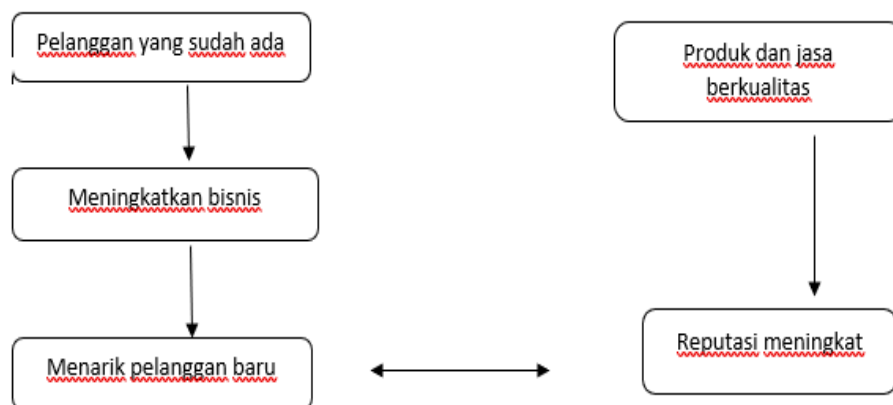 Pelanggan yang sudah ada
Produk dan jasa
berkualitas
Meningkatkan bisnis
Menarik pelanggan baru
Reputasi meningkat